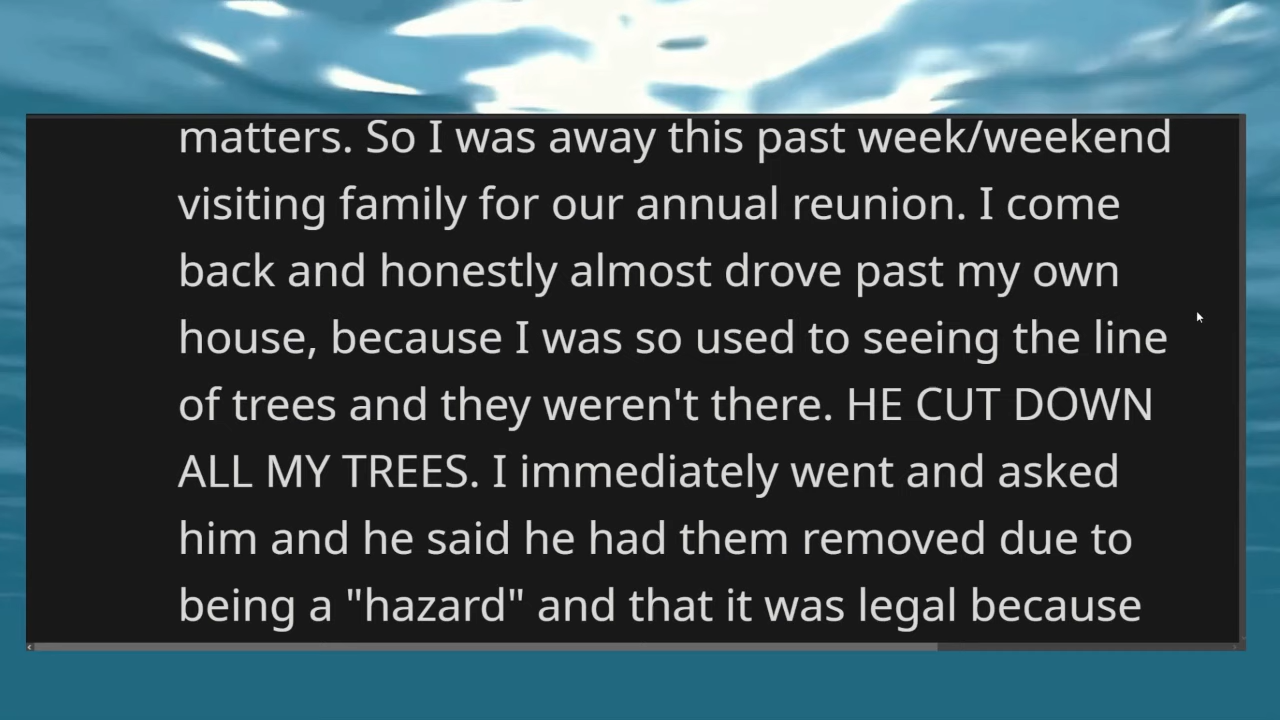 matters. So I was away this past week/weekend
visiting family for our annual reunion. I come
back and honestly almost drove past my own
house, because I was so used to seeing the line
of trees and they weren't there. HE CUT DOWN
ALL MY TREES. I immediately went and asked
him and he said he had them removed due to
being a "hazard" and that it was legal because